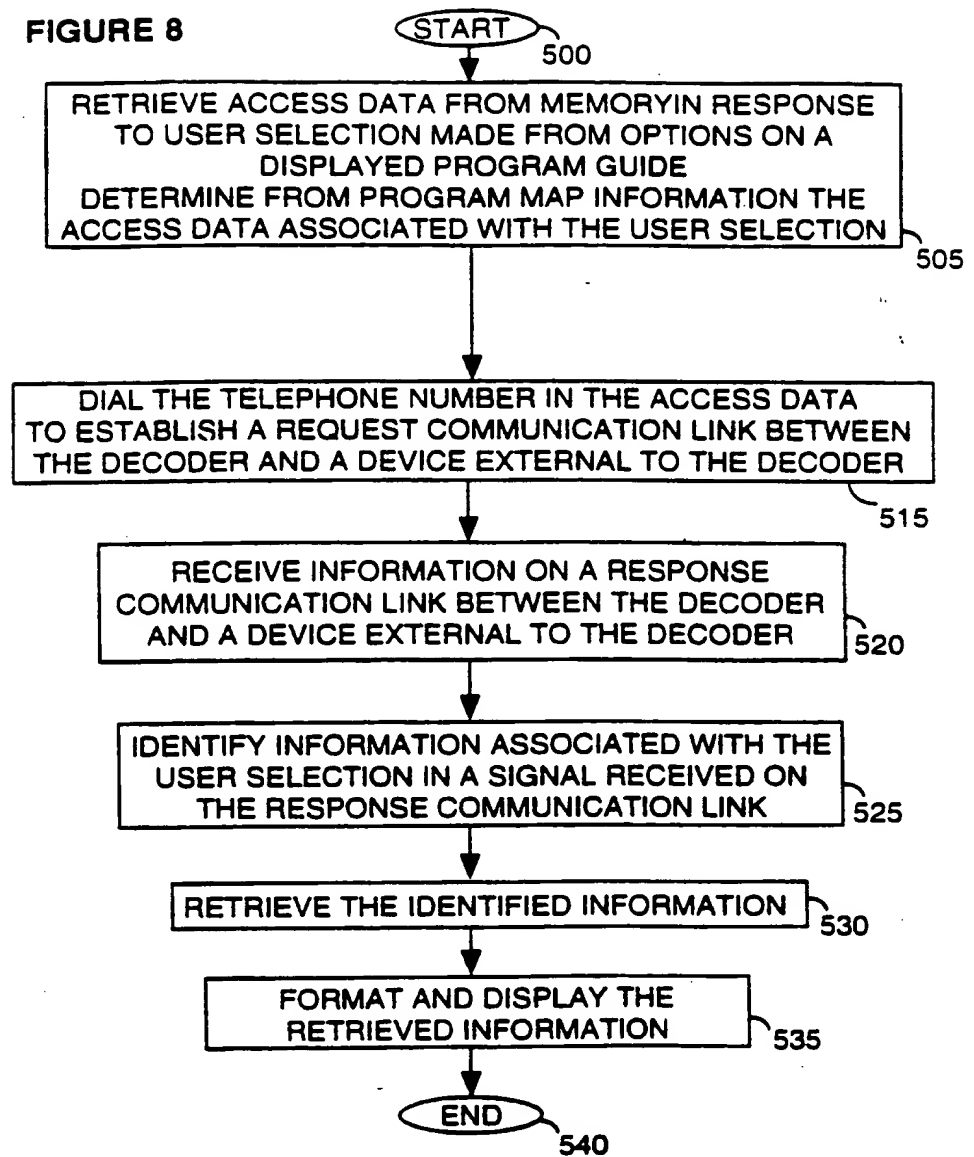 FIGURE 8
START
500
RETRIEVE ACCESS DATA FROM MEMORYIN RESPONSE
TO USER SELECTION MADE FROM OPTIONS ON A
DISPLAYED PROGRAM GUIDE
DETERMINE FROM PROGRAM MAP INFORMATION THE
ACCESS DATA ASSOCIATED WITH THE USER SELECTION
505
DIAL THE TELEPHONE NUMBER IN THE ACCESS DATA
TO ESTABLISH A REQUEST COMMUNICATION LINK BETWEEN
THE DECODER AND A DEVICE EXTERNAL TO THE DECODER
515
RECEIVE INFORMATION ON A RESPONSE
COMMUNICATION LINK BETWEEN THE DECODER
AND A DEVICE EXTERNAL TO THE DECODER
520
IDENTIFY INFORMATION ASSOCIATED WITH THE
USER SELECTION IN A SIGNAL RECEIVED ON
THE RESPONSE COMMUNICATION LINK
525
RETRIEVE THE IDENTIFIED INFORMATION
530
FORMAT AND DISPLAY THE
RETRIEVED INFORMATION
535
END
540